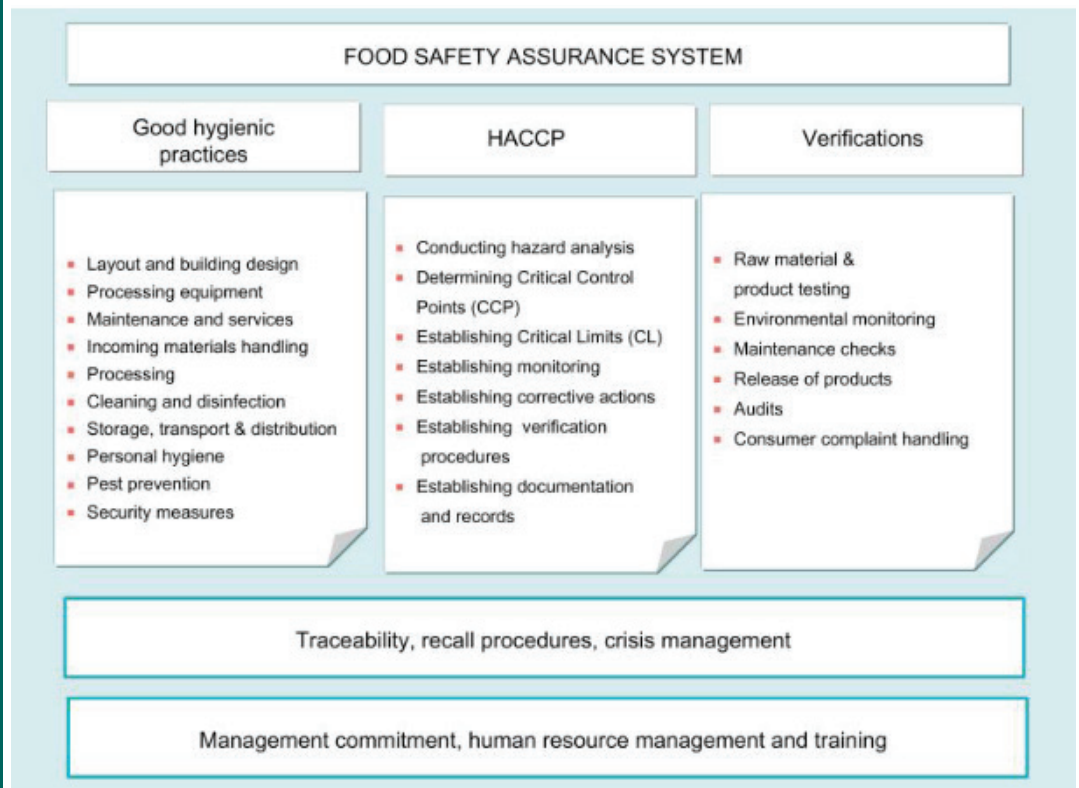 FOOD SAFETY ASSURANCE SYSTEM
Good hygienic
practices
HACCP
Verifications
Layout and building design
Processing equipment
Maintenance and services
Incoming materials handling
Processing
Cleaning and disinfection
Storage, transport & distribution
Personal hygiene
Pest prevention
Security measures
Conducting hazard analysis
Determining Critical Control
Points (CCP)
Establishing Critical Limits (CL)
Establishing monitoring
Establishing corrective actions
Establishing verification
procedures
Establishing documentation
and records
Raw material &
product testing
Environmental monitoring
Maintenance checks
Release of products
Audits
Consumer complaint handling
Traceability, recall procedures, crisis management
Management commitment, human resource management and training